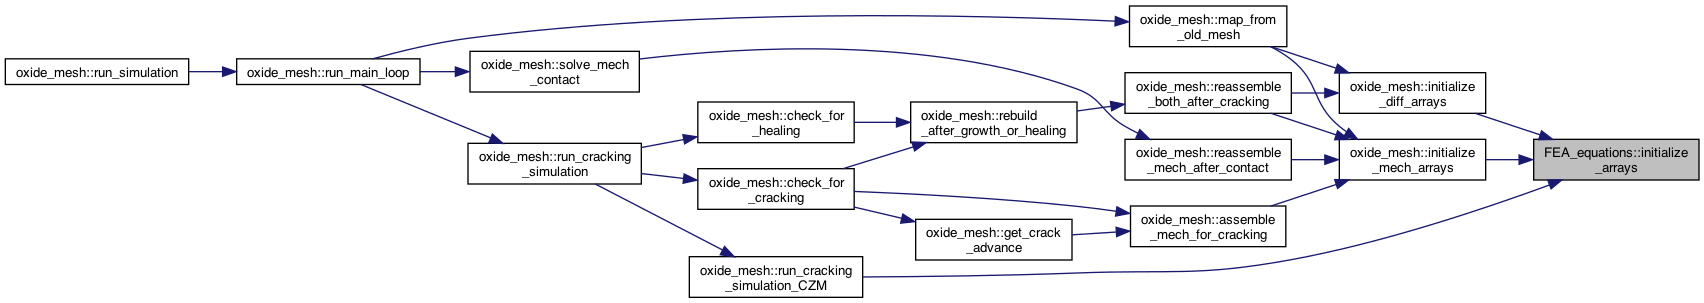 oxide_mesh::run_simulation
oxide_mesh::run_main_loop
oxide_mesh::solve_mech
_contact
oxide_mesh::run_cracking
_simulation
oxide_mesh::check_for
_healing
oxide_mesh::check_for
_cracking
oxide_mesh::run_cracking
_simulation_CZM
oxide_mesh::rebuild
_after_growth_or_healing
oxide_mesh::get_crack
_advance
oxide_mesh::map_from
_old_mesh
oxide_mesh::reassemble
_both_after_cracking
oxide_mesh::reassemble
_mech_after_contact
oxide_mesh::assemble
_mech_for_cracking
oxide_mesh::initialize
_diff_arrays
oxide_mesh::initialize
_mech_arrays
FEA_equations::initialize
_arrays